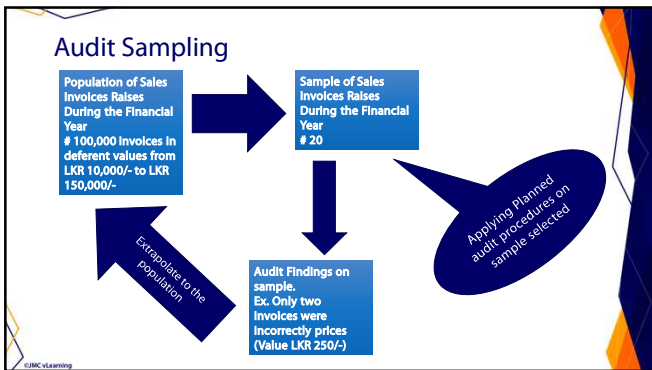 Audit Sampling
Population of Sales
Invoices Raises
During the Financial
Year
# 100,000 Invoices in
deferent values from
LKR 10,000/- to LKR
150,000/-
Sample of Sales
Invoices Raises
During the Financial
Year
# 20
Applying Planned
audit procedures on
sample selected
Audit Findings on
sample.
Ex. Only two
Invoices were
incorrectly prices
(Value LKR 250/-)
Extrapolate to the
population
©JMC vLearning